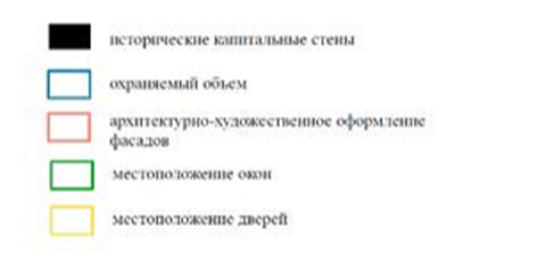 исторические капитальные стены
охраняемый объем
архитектурно-художественное оформление
фасадов
местоположение окон
местоположение дверей